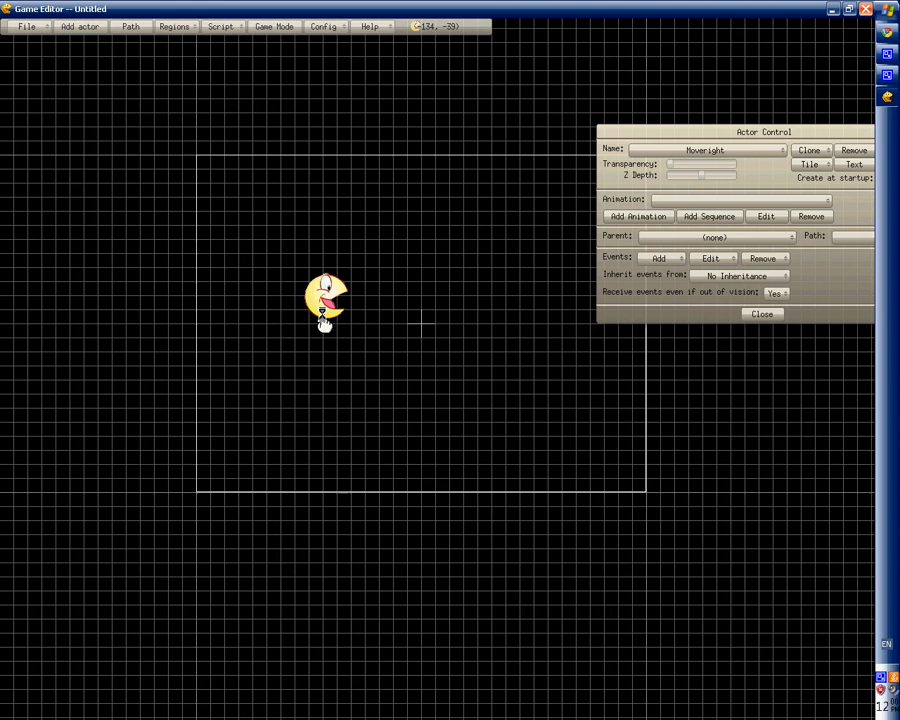 Game Editor -- Untitled
File Add actor Path Regions Script Game Mode Config Help -134, -39)
Actor Control
Name: Moveright Clone Remove
Transparency: Tile Text
Z Depth: Create at startup:
Animation:
Add Animation Add Sequence Edit Remove
Parent: (none) Path:
Events: Add Edit Remove
Inherit events from: No Inheritance
Receive events even if out of vision: Yes
Close
EN
12